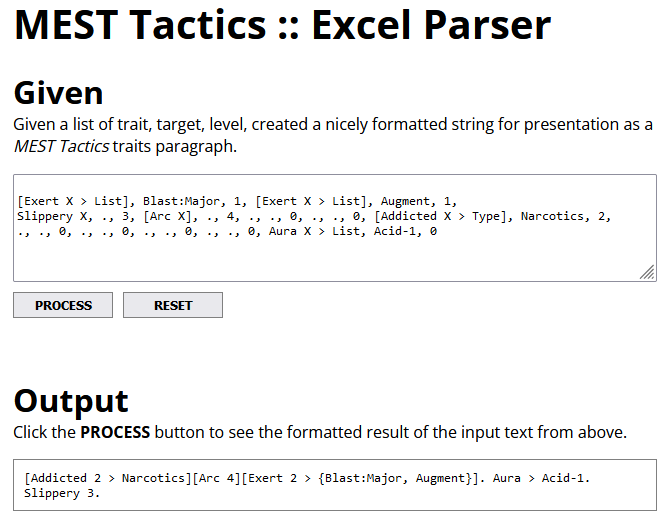 MEST Tactics :: Excel Parser
Given
Given a list of trait, target, level, created a nicely formatted string for presentation as a
MEST Tactics traits paragraph.
[Exert X > List], Blast:Major, 1, [Exert X > List], Augment, 1,
Slippery X, ., 3, [Arc X], ., 4, ., ., 0, ., ., 0, [Addicted X > Type], Narcotics, 2,
., ., 0, ., ., 0, ., ., 0, ., ., 0, Aura X > List, Acid-1, 0
PROCESS RESET
Output
Click the PROCESS button to see the formatted result of the input text from above.
[Addicted 2 > Narcotics][Arc 4][Exert 2 > {Blast:Major, Augment}]. Aura > Acid-1.
Slippery 3.